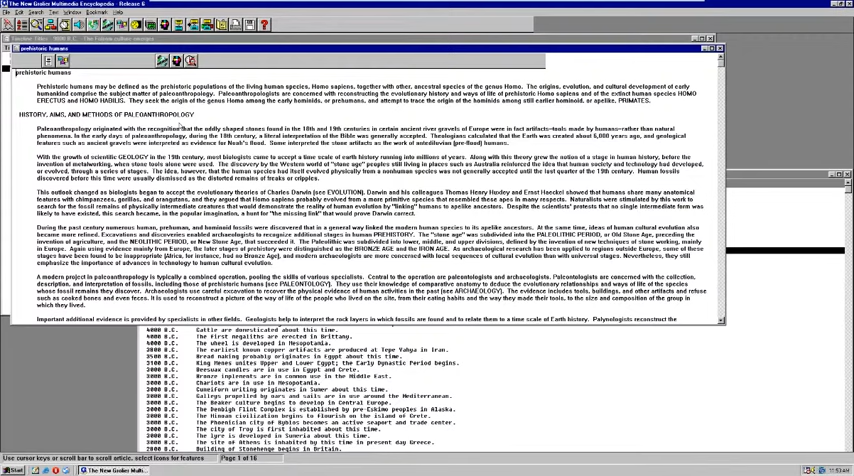 The New Grolier Multimedia Encyclopedia - Release 6
File Edit Search Text Window Bookmark Help
prehistoric humans
prehistoric humans
Prehistoric humans may be defined as the prehistoric populations of the living human species, Homo sapiens, together with other, ancestral species of the genus Homo. The origins, evolution, and cultural development of early
humankind comprise the subject matter of paleoanthropology. Paleoanthropologists are concerned with reconstructing the evolutionary history and ways of life of prehistoric Homo sapiens and of the extinct human species HOMO
ERECTUS and HOMO HABILIS. They seek the origin of the genus Homo among the early hominids, or prehumans, and attempt to trace the origin of the hominids among still earlier hominoid, or apelike, PRIMATES.
HISTORY, AIMS, AND METHODS OF PALEOANTHROPOLOGY
Paleoanthropology originated with the recognition that the oddly shaped stones found in the 18th and 19th centuries in certain ancient river gravels of Europe were in fact artifacts--tools made by humans--rather than natural
phenomena. In the early days of paleoanthropology, during the 19th century, a literal interpretation of the Bible was generally accepted. Theologians calculated that the Earth was created about 6,000 years ago, and geological
features such as gravels were interpreted as evidence for Noah's flood. Some interpreted the stone artifacts as the work of antediluvian (pre-flood) humans.
With the growth of scientific GEOLOGY in the 19th century, most biologists came to accept a time scale of earth history running into millions of years. Along with this theory grew the notion of a stage in human history, before the
invention of metalworking, when stone tools alone were used. The discovery by the Western world of "stone age" peoples still living in places such as Australia reinforced the idea that human society and technology had developed,
or evolved, through a series of stages. The idea, however, that the human species had itself evolved physically from a nonhuman species was not generally accepted until the last quarter of the 19th century. Human fossils
discovered before this time were usually dismissed as the distorted remains of freaks or cripples.
This outlook changed as biologists began to accept the evolutionary theories of Charles Darwin (see EVOLUTION). Darwin and his colleagues Thomas Henry Huxley and Ernst Haeckel showed that humans share many anatomical
features with chimpanzees, gorillas, and orangutans, and they argued that Homo sapiens probably evolved from a more primitive species that resembled these apes in many respects. Naturalists were stimulated by this work to
search for the fossil remains of physically intermediate creatures that would demonstrate the reality of human evolution by "linking" humans to apelike ancestors. Despite the scientists' protests that no single intermediate form was
likely to have existed, this search became, in the popular imagination, a hunt for "the missing link" that would prove Darwin correct.
During the past century numerous human, prehuman, and hominoid fossils were discovered that in a general way linked the modern human species to its apelike ancestors. At the same time, ideas of human cultural evolution also
became more refined. Excavations and discoveries enabled archaeologists to recognize additional stages in human PREHISTORY. The "stone age" was subdivided into the PALEOLITHIC PERIOD, or Old Stone Age, preceding the
invention of agriculture, and the NEOLITHIC PERIOD, or New Stone Age, that succeeded it. The Paleolithic was subdivided into lower, middle, and upper divisions, defined by the invention of new techniques of stone working, mainly
in Europe. Again using evidence mainly from Europe, the later stages of prehistory were distinguished as the BRONZE AGE and the IRON AGE. As archaeological research has been applied to regions outside Europe, some of these
stages have been found to be inappropriate (Africa, for instance, had no Bronze Age), and modern archaeologists are more concerned with local sequences of cultural evolution than with universal stages. Nevertheless, they still
emphasize the importance of advances in technology to human cultural evolution.
A modern project in paleoanthropology is typically a combined operation, pooling the skills of various specialists. Central to the operation are paleontologists and archaeologists. Paleontologists are concerned with the collection,
description, and interpretation of fossils, including those of prehistoric humans (see PALEONTOLOGY). They use their knowledge of comparative anatomy to deduce the evolutionary relationships and ways of life of the species
whose fossil remains they discover. Archaeologists use careful excavation to recover the physical evidence of human activities in the past (see ARCHAEOLOGY). The evidence includes tools, buildings, and other artifacts and refuse
such as cooked bones and even feces. It is used to reconstruct a picture of the way of life of the people who lived on the site, from their eating habits and the way they made their tools, to the size and composition of the group in
which they lived.
Important additional evidence is provided by specialists in other fields. Geologists help to interpret the rock layers in which fossils are found and to relate them to a time scale of Earth history. Palynologists reconstruct the
4000 B.C. Cattle are domesticated about this time.
4000 B.C. The first megaliths are erected in Brittany.
4000 B.C. The wheel is developed in Mesopotamia.
3800 B.C. The earliest known copper artifacts are produced at Tepe Yahya in Iran.
3500 B.C. Bread making probably originates in Egypt about this time.
3100 B.C. King Menes unites Upper and Lower Egypt; the Early Dynastic Period begins.
3000 B.C. Beeswax candles are in use in Egypt and Crete.
3000 B.C. Bronze implements are in common use in the Middle East.
3000 B.C. Chariots are in use in Mesopotamia.
3000 B.C. Cuneiform writing originates in Sumer about this time.
3000 B.C. Galleys propelled by oars and sails are in use around the Mediterranean.
3000 B.C. The Beaker culture begins to develop in Central Europe.
3000 B.C. The Denbigh Flint Complex is established by pre-Eskimo peoples in Alaska.
3000 B.C. The Minoan civilization begins to flourish on the island of Crete.
3000 B.C. The Phoenician city of Byblos becomes an active seaport and trade center.
3000 B.C. The city of Troy is first inhabited about this time.
3000 B.C. The lyre is developed in Sumeria about this time.
3000 B.C. The site of Athens is inhabited by this time in present day Greece.
2800 B.C. Building of Stonehenge begins in Britain.
Use cursor keys or scroll bar to scroll article, select icons for features Page 1 of 16
Start The New Grolier Mult... 11:53 AM